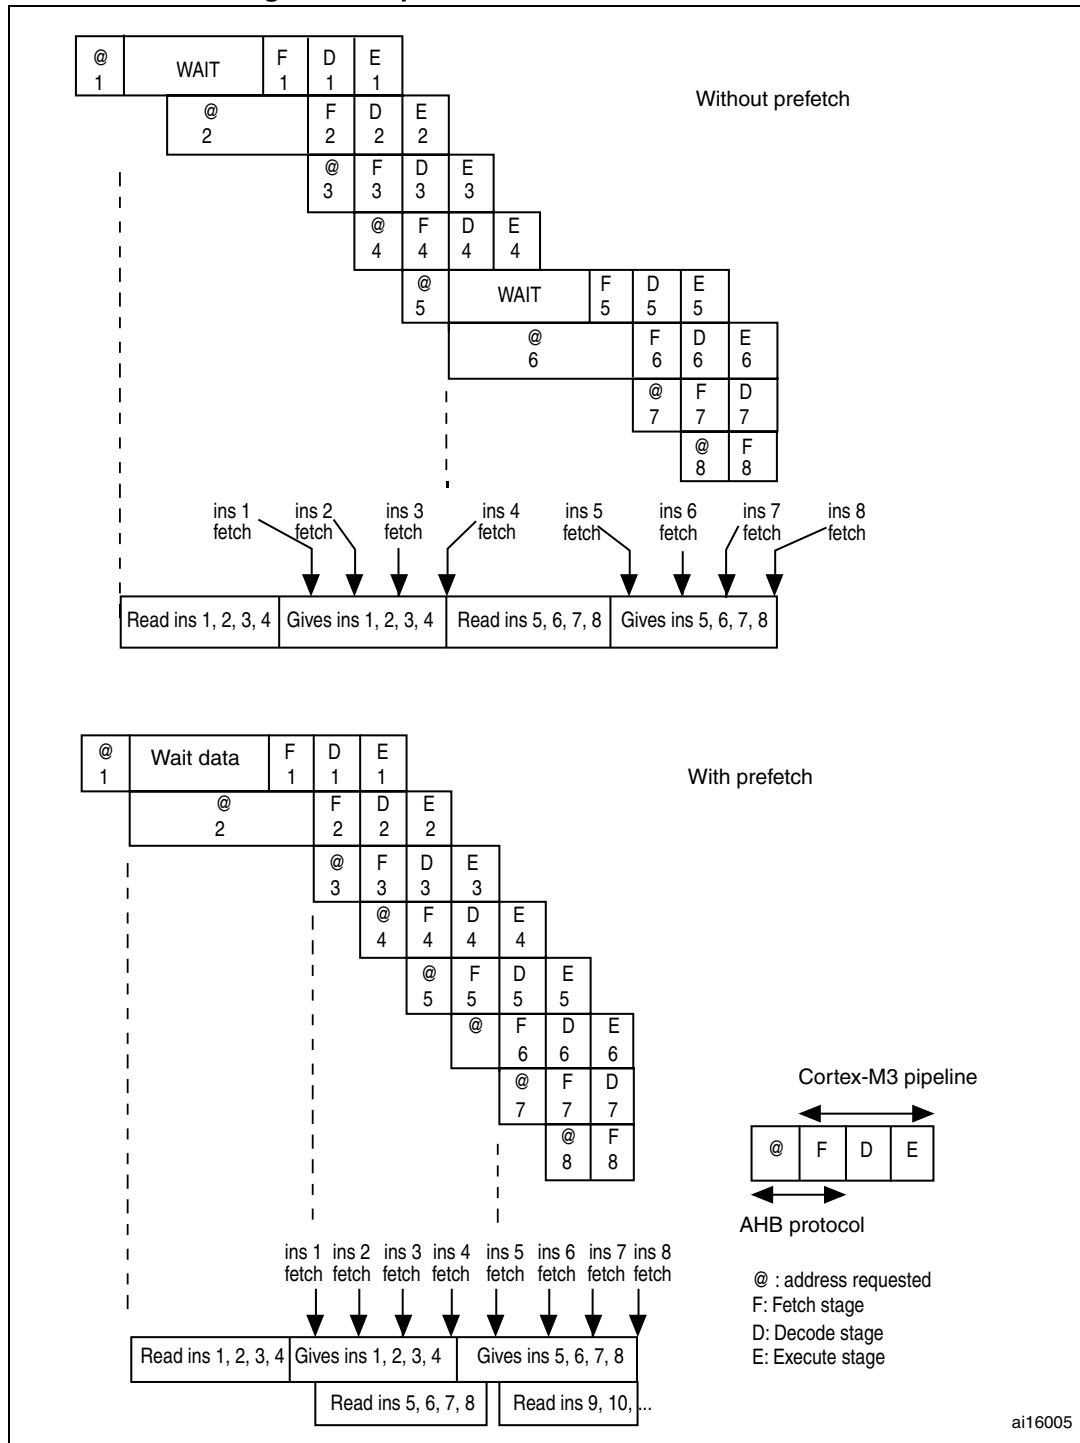 @ WAIT F D E
1 1 1 1
Without prefetch
@ F D E
2 2 2 2
@ F D E
3 3 3 3
@ F D E
4 4 4 4
@ WAIT F D E
5 5 5 5
@ F D E
6 6 6 6
@ F D
7 7 7
@ F
8 8
ins 1 ins 2 ins 3 ins 4 ins 5 ins 6 ins 7 ins 8
fetch fetch fetch fetch fetch fetch fetch fetch
Read ins 1, 2, 3, 4 Gives ins 1, 2, 3, 4 Read ins 5, 6, 7, 8 Gives ins 5, 6, 7, 8
@ Wait data F D E
1 1 1 1
With prefetch
@ F D E
2 2 2 2
@ F D E
3 3 3 3
@ F D E
4 4 4 4
@ F D E
5 5 5 5
@ F D E
6 6 6
@ F D
7 7 7
@ F
8 8
Cortex-M3 pipeline
@ F D E
AHB protocol
ins 1 ins 2 ins 3 ins 4 ins 5 ins 6 ins 7 ins 8
fetch fetch fetch fetch fetch fetch fetch fetch
@ : address requested
F: Fetch stage
D: Decode stage
E: Execute stage
Read ins 1, 2, 3, 4 Gives ins 1, 2, 3, 4 Gives ins 5, 6, 7, 8
Read ins 5, 6, 7, 8 Read ins 9, 10, ...
ai16005